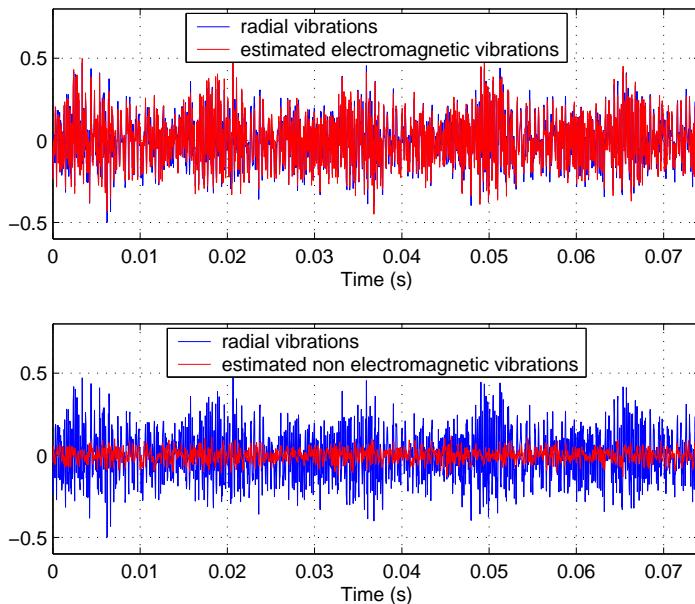 radial vibrations
estimated electromagnetic vibrations
0.5
0
−0.5
0 0.01 0.02 0.03 0.04 0.05 0.06 0.07
Time (s)
radial vibrations
estimated non electromagnetic vibrations
0.5
0
−0.5
0 0.01 0.02 0.03 0.04 0.05 0.06 0.07
Time (s)